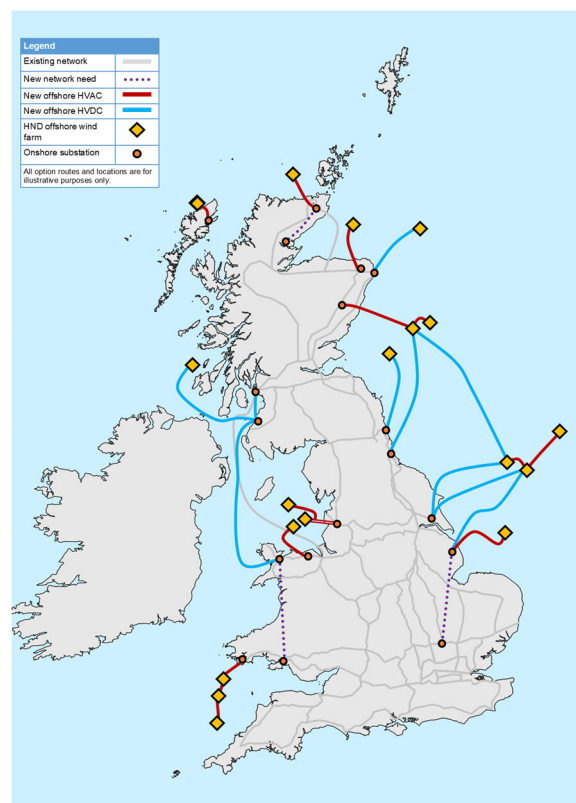 Legend
Existing network
New network need
New offshore HVAC
New offshore HVDC
HND offshore wind
farm
Onshore substation
All option routes and locations are for
illustrative purposes only.